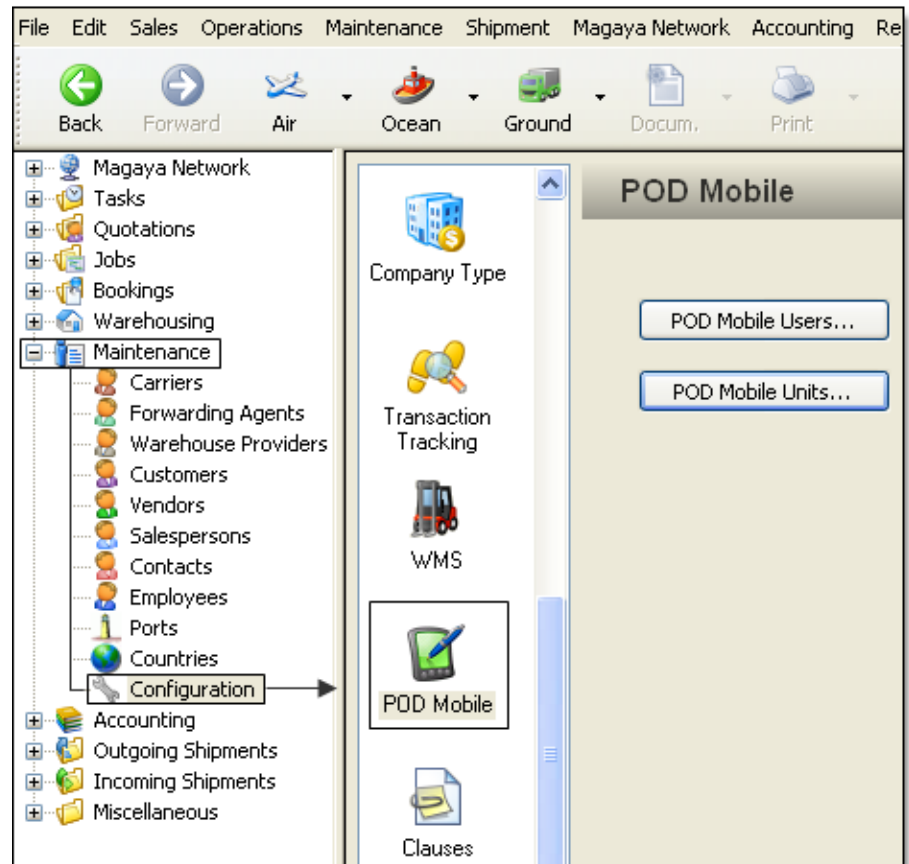 File Edit Sales Operations Maintenance Shipment Magaya Network Accounting Re
Back Forward Air Ocean Ground Docum. Print
Magaya Network
Tasks
Quotations
Jobs
Bookings
Warehousing
Maintenance
Carriers
Forwarding Agents
Warehouse Providers
Customers
Vendors
Salespersons
Contacts
Employees
Ports
Countries
Configuration
Accounting
Outgoing Shipments
Incoming Shipments
Miscellaneous
Company Type
Transaction
Tracking
WMS
POD Mobile
Clauses
POD Mobile
POD Mobile Users...
POD Mobile Units...